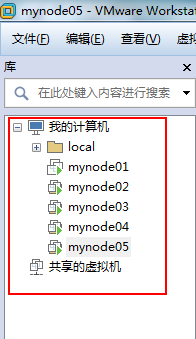 mynode05 - VMware Workst
文件(F)
编辑(E)
查看(V)
虚拟
库
在此处键入内容进行搜索
我的计算机
local
mynode01
mynode02
mynode03
mynode04
mynode05
共享的虚拟机